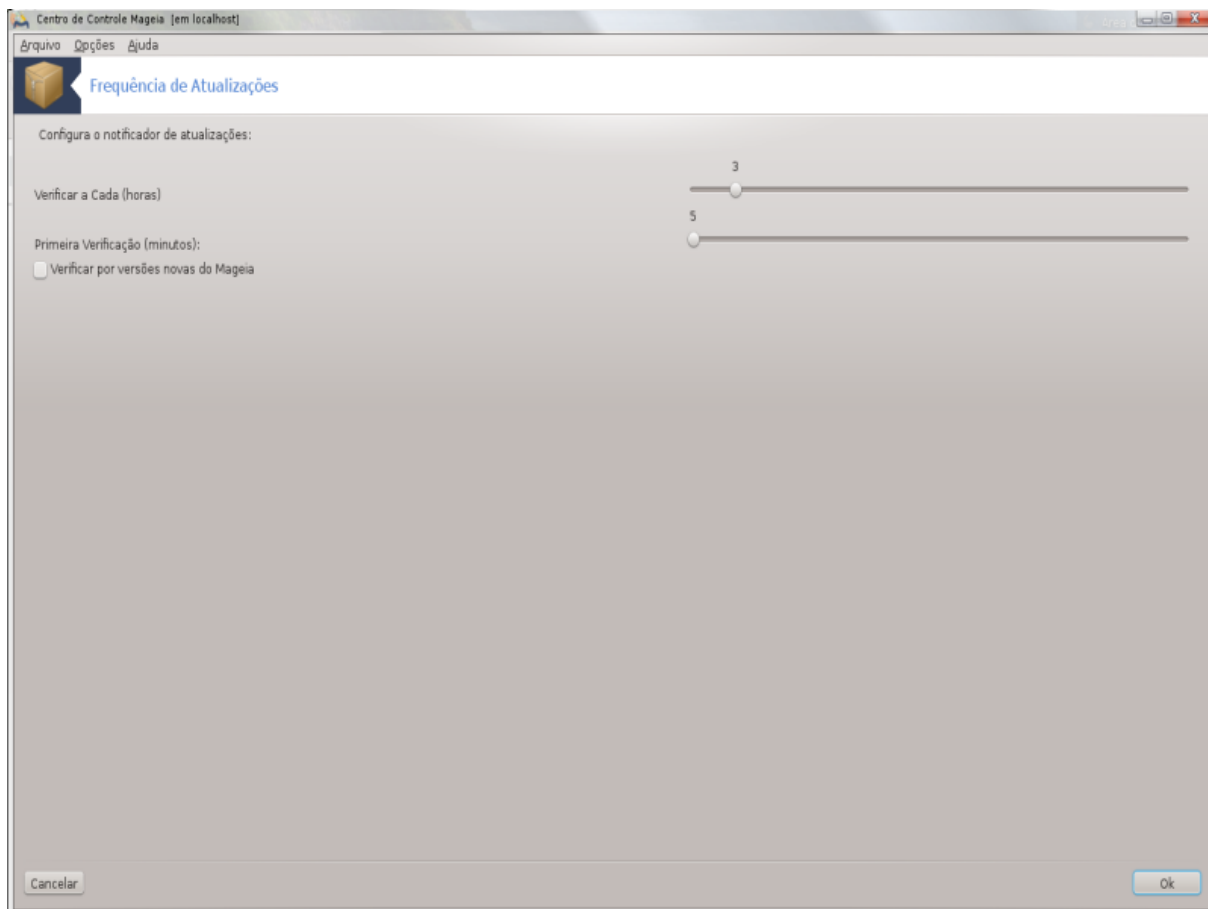 Centro de Controle Mageia [em localhost]
Arquivo Opções Ajuda
Frequência de Atualizações
Configura o notificador de atualizações:
3
Verificar a Cada (horas)
5
Primeira Verificação (minutos):
Verificar por versões novas do Mageia
Cancelar
Ok